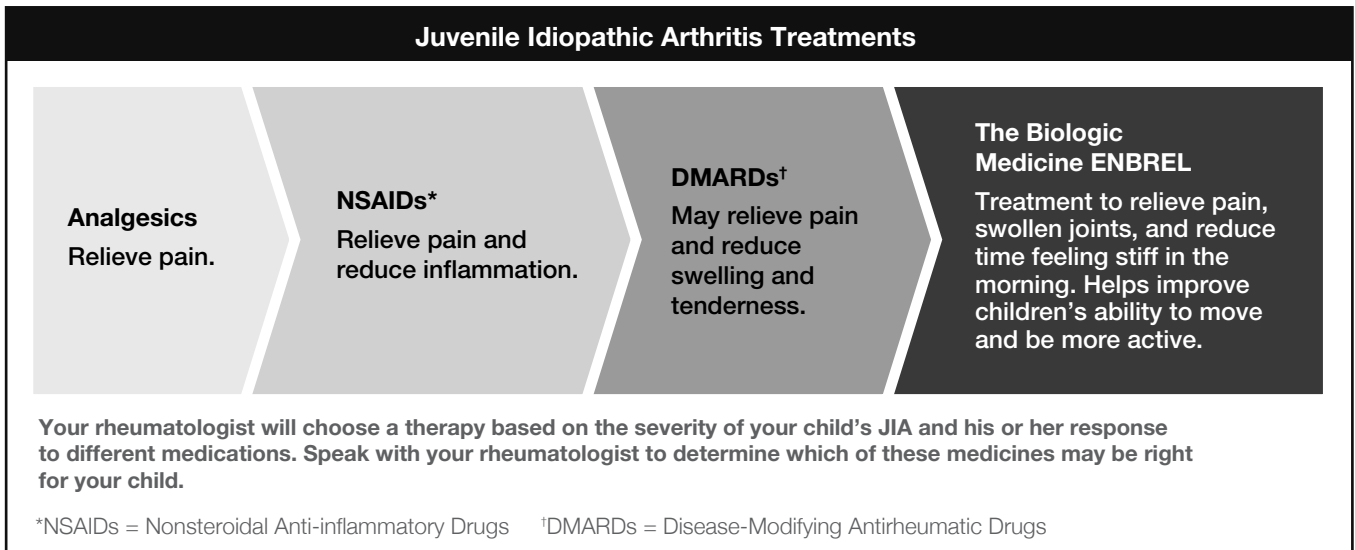 Juvenile Idiopathic Arthritis Treatments
Analgesics
Relieve pain.
NSAIDs*
Relieve pain and
reduce inflammation.
DMARDs†
May relieve pain
and reduce
swelling and
tenderness.
The Biologic
Medicine ENBREL
Treatment to relieve pain,
swollen joints, and reduce
time feeling stiff in the
morning. Helps improve
children’s ability to move
and be more active.
Your rheumatologist will choose a therapy based on the severity of your child’s JIA and his or her response
to different medications. Speak with your rheumatologist to determine which of these medicines may be right
for your child.
*NSAIDs = Nonsteroidal Anti-inflammatory Drugs †DMARDs = Disease-Modifying Antirheumatic Drugs